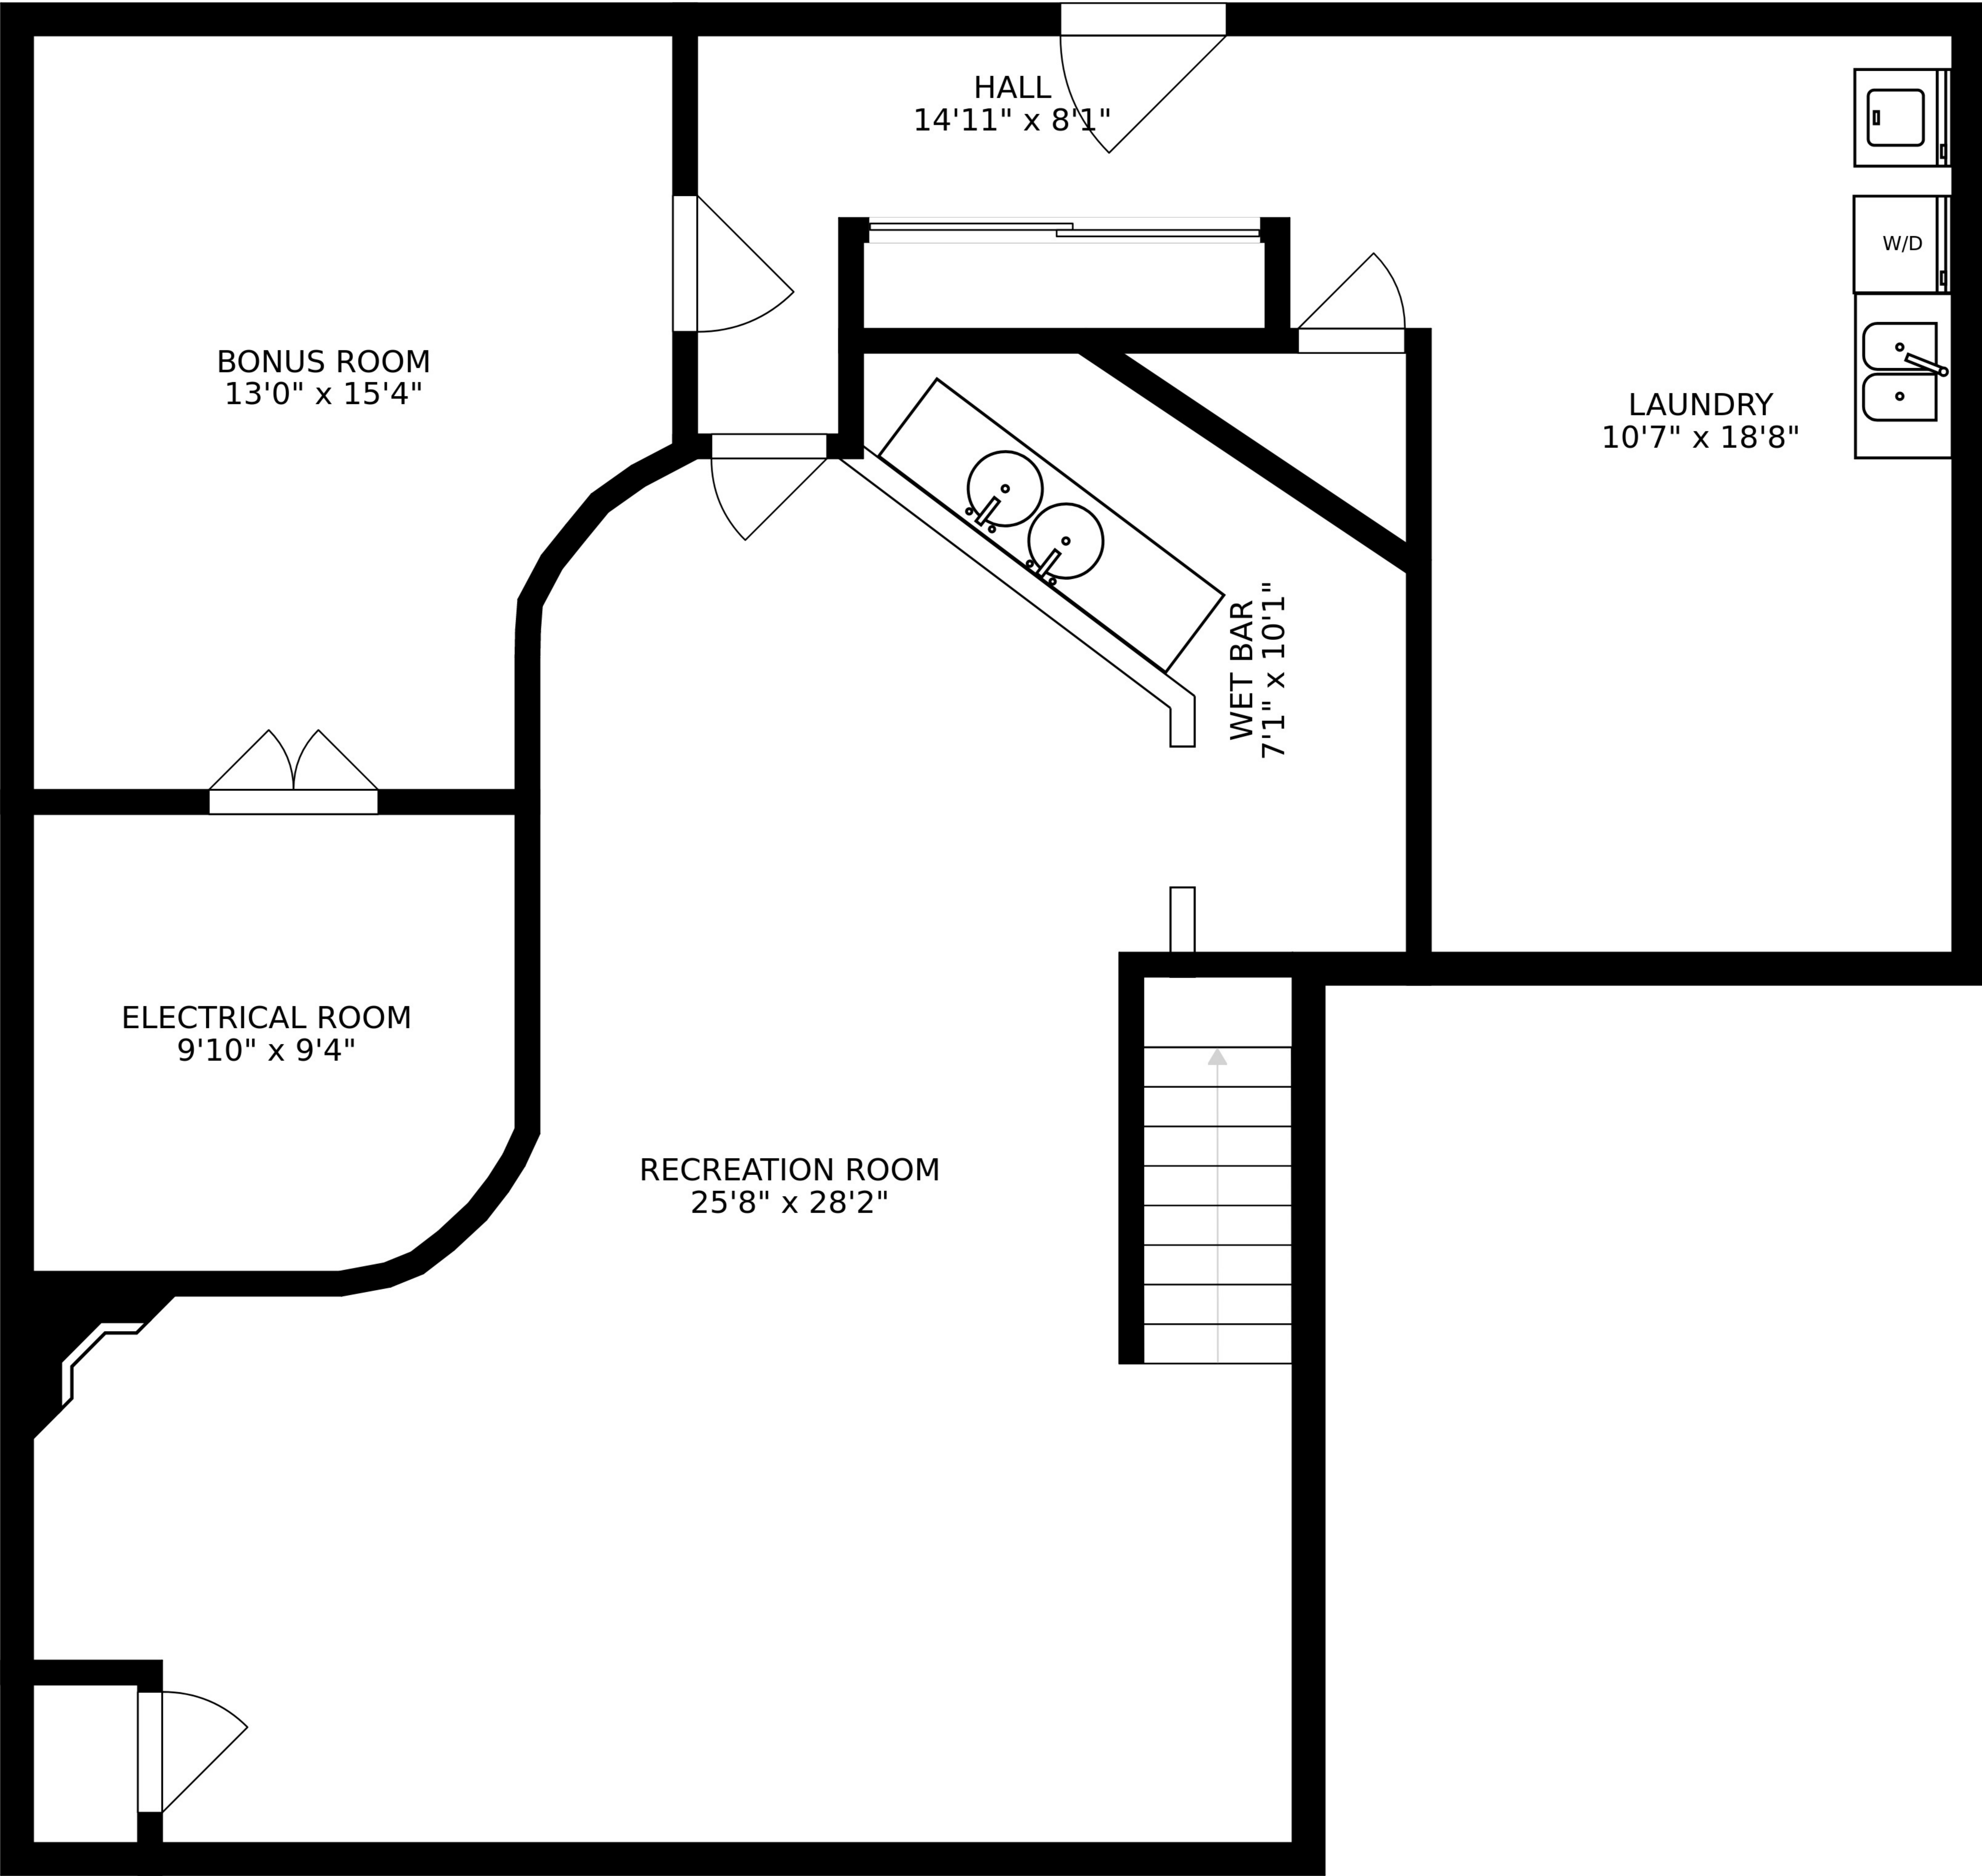 HALL
14'11" x 8'1"
W/D
BONUS ROOM
13'0" x 15'4"
LAUNDRY
10'7" x 18'8"
WET BAR
7'1" x 10'1"
ELECTRICAL ROOM
9'10" x 9'4"
RECREATION ROOM
25'8" x 28'2"